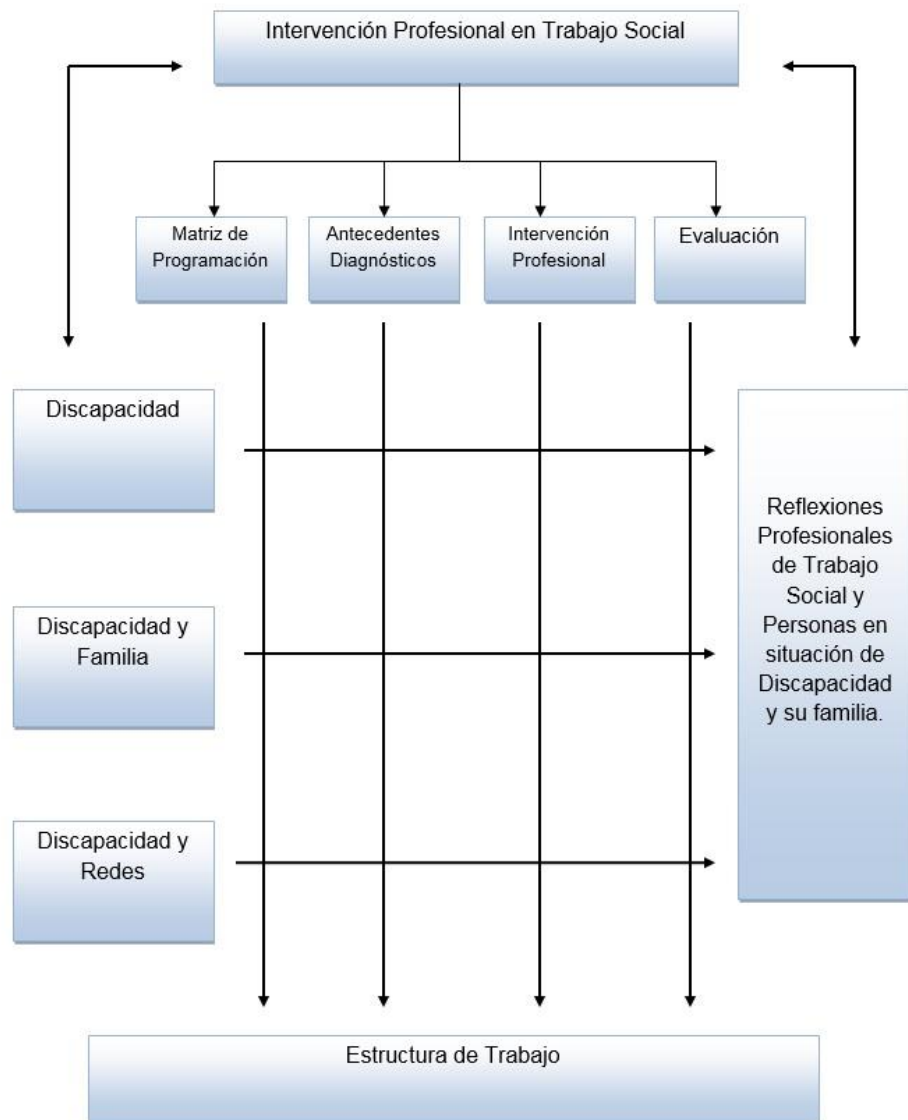 Intervención Profesional en Trabajo Social
Matriz de
Programación
Antecedentes
Diagnósticos
Intervención
Profesional
Evaluación
Discapacidad
Discapacidad y
Familia
Discapacidad y
Redes
Reflexiones
Profesionales
de Trabajo
Social y
Personas en
situación de
Discapacidad
y su familia.
Estructura de Trabajo